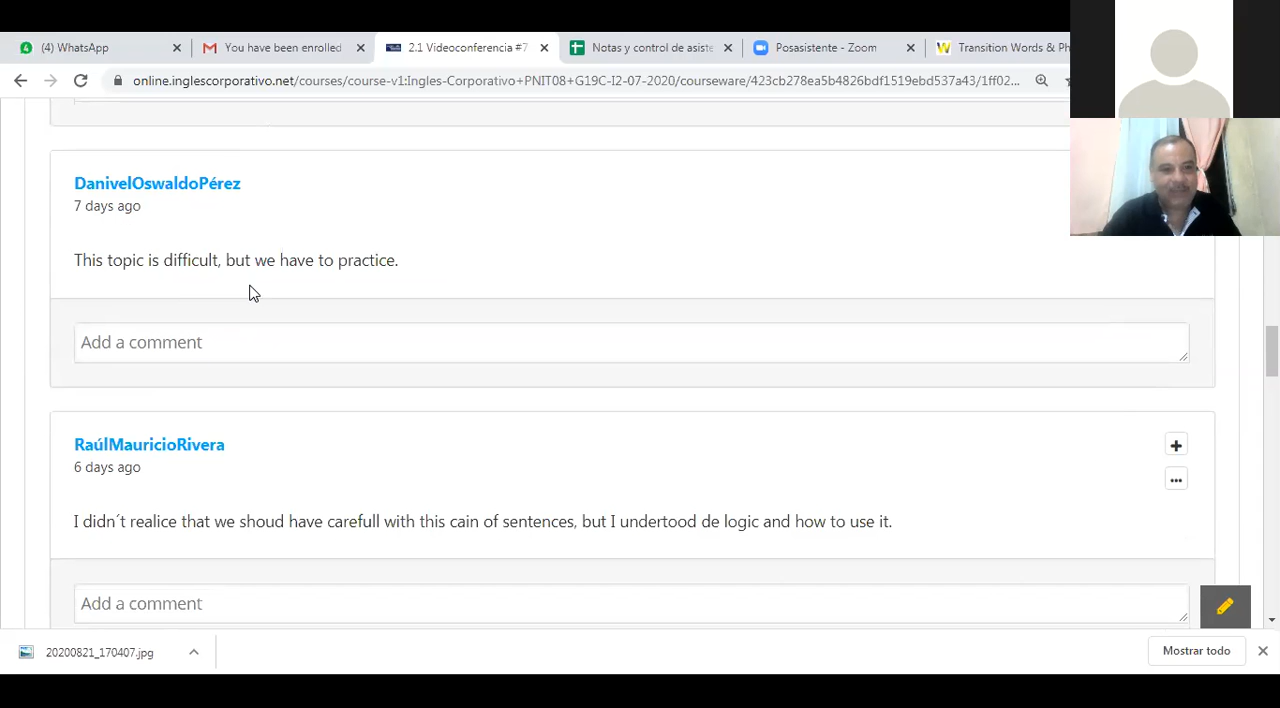 (4) WhatsApp
You have been enrolled
2.1 Videoconferencia #7
Notas y control de asiste
Posasistente - Zoom
Transition Words & Ph
online.inglescorporativo.net/courses/course-v1:Ingles-Corporativo+PNIT08+G19C-I2-07-2020/courseware/423cb278ea5b4826bdf1519ebd537a43/1ff02...
DanivelOswaldoPérez
7 days ago
This topic is difficult, but we have to practice.
Add a comment
RaúlMauricioRivera
6 days ago
I didn´t realice that we shoud have carefull with this cain of sentences, but I undertood de logic and how to use it.
Add a comment
20200821_170407.jpg
Mostrar todo